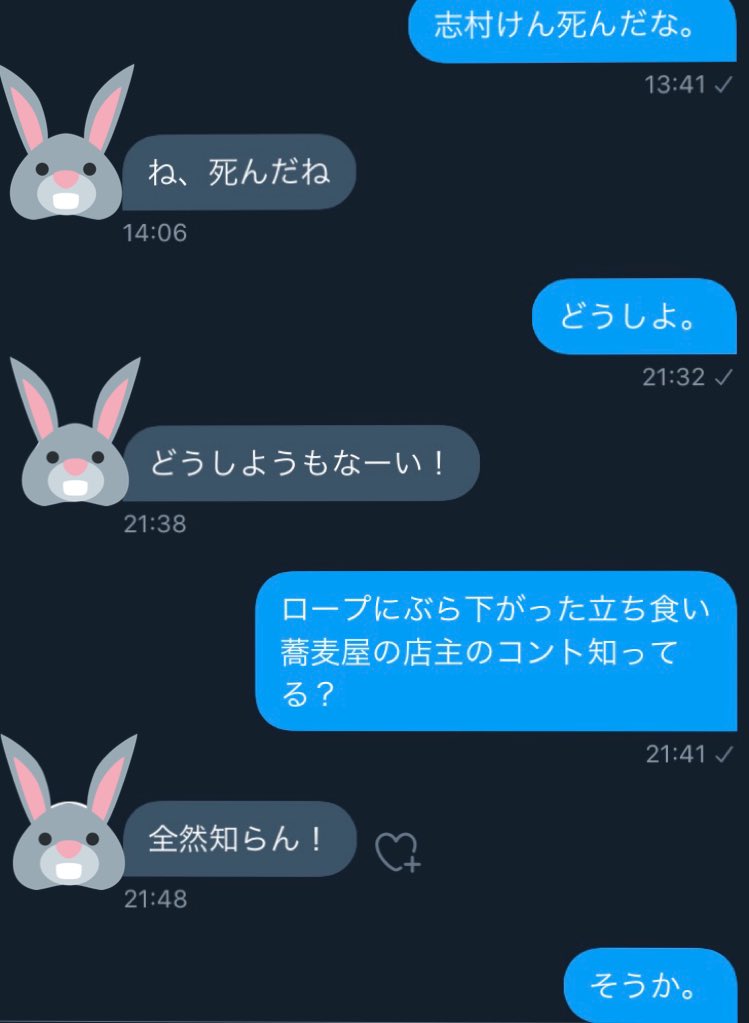 志村けん死んだな。
13:41 ✓
ね、死んだね
14:06
どうしよ。
21:32 ✓
どうしようもなーい！
21:38
ロープにぶら下がった立ち食い
蕎麦屋の店主のコント知って
る？
21:41 ✓
全然知らん！
21:48
そうか。